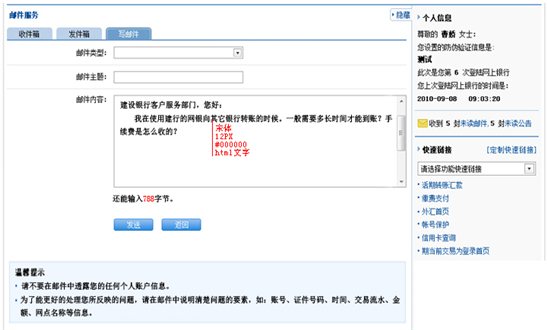 邮件服务
隐藏
收件箱
发件箱
写邮件
邮件类型：
邮件主题：
邮件内容：
建设银行客户服务部门，您好：
我在使用建行的网银向其它银行转账的时候。一般需要多长时间才能到账？手
续费是怎么收的？
宋体
12PX
#000000
html文字
还能输入788字节。
发送
返回
温馨提示
请不要在邮件中透露您的任何个人账户信息。
为了能更好的处理您所反映的问题，请在邮件中说明清楚问题的要素，如：账号、证件号码、时间、交易流水、金
额、网点名称等信息。
个人信息
尊敬的 女士：
您设置的防伪验证信息是：
测试
此次是您第 6 次登陆网上银行
您上次登陆网上银行的时间是：
2010-09-08 09:03:20
收到 5 封未读邮件，5 封未读公告
快速链接
[定制快速链接]
请选择功能快速链接
活期转账汇款
缴费支付
外汇首页
帐号保护
信用卡查询
期当前交易为登录首页